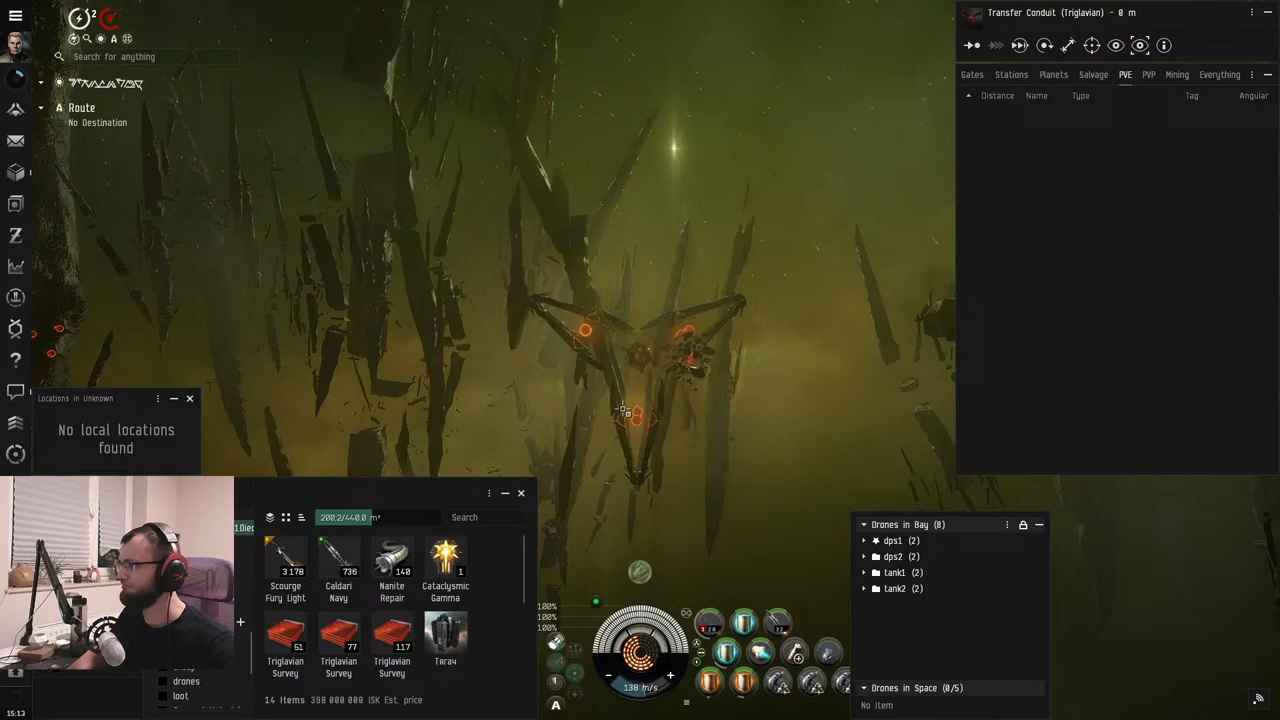 2
Search for anything
A Route
No Destination
Transfer Conduit (Triglavian) - 0 m
Gates Stations Planets Salvage PVE PVP Mining Everything
Distance Name Type Tag Angular
Locations in Unknown
No local locations
found
200,2/440,0 m³
Search
3 178 736 140 1
Scourge Caldari Nanite Cataclysmic
Fury Light Navy Repair Gamma
51 77 117
Triglavian Triglavian Triglavian Тягач
Survey Survey Survey
14 Items 398 000 000 ISK Est. price
drones
loot
100%
100%
100%
138 m/s
A
Drones in Bay (8)
dps1 (2)
dps2 (2)
tank1 (2)
tank2 (2)
Drones in Space (0/5)
No Item
15:13